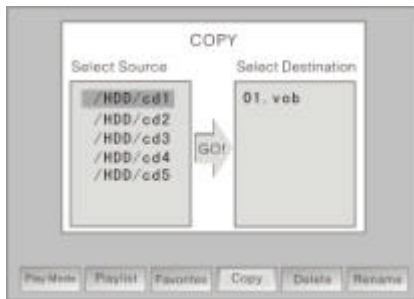 COPY
Select Source
Select Destination
/HDD/cd1
/HDD/cd2
/HDD/cd3
/HDD/cd4
/HDD/cd5
GO!
01.vob
Play Mode
Playlist
Favorites
Copy
Delete
Rename